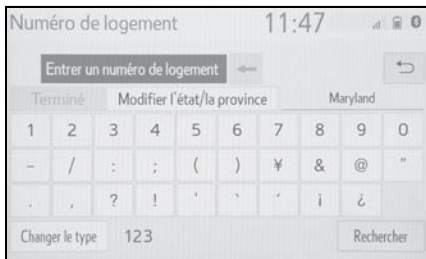 Numéro de logement 11:47
Entrer un numéro de logement
Terminé Modifier l'état/la province Maryland
1 2 3 4 5 6 7 8 9 0
- / : ; ( ) ¥ & @ "
. , ? ! ' ` ´ ¡ ¿
Changer le type 123 Rechercher